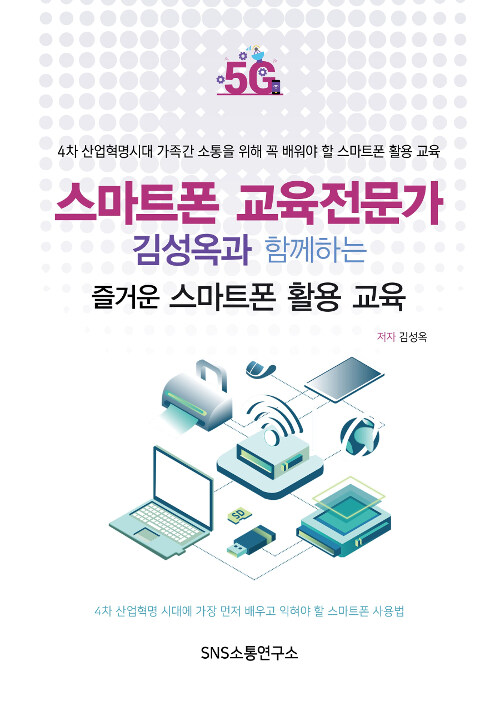 5G
4차 산업혁명시대 가족간 소통을 위해 꼭 배워야 할 스마트폰 활용 교육
스마트폰 교육전문가
김성옥과 함께하는
즐거운 스마트폰 활용 교육
저자 김성옥
SD
4차 산업혁명 시대에 가장 먼저 배우고 익혀야 할 스마트폰 사용법
SNS소통연구소